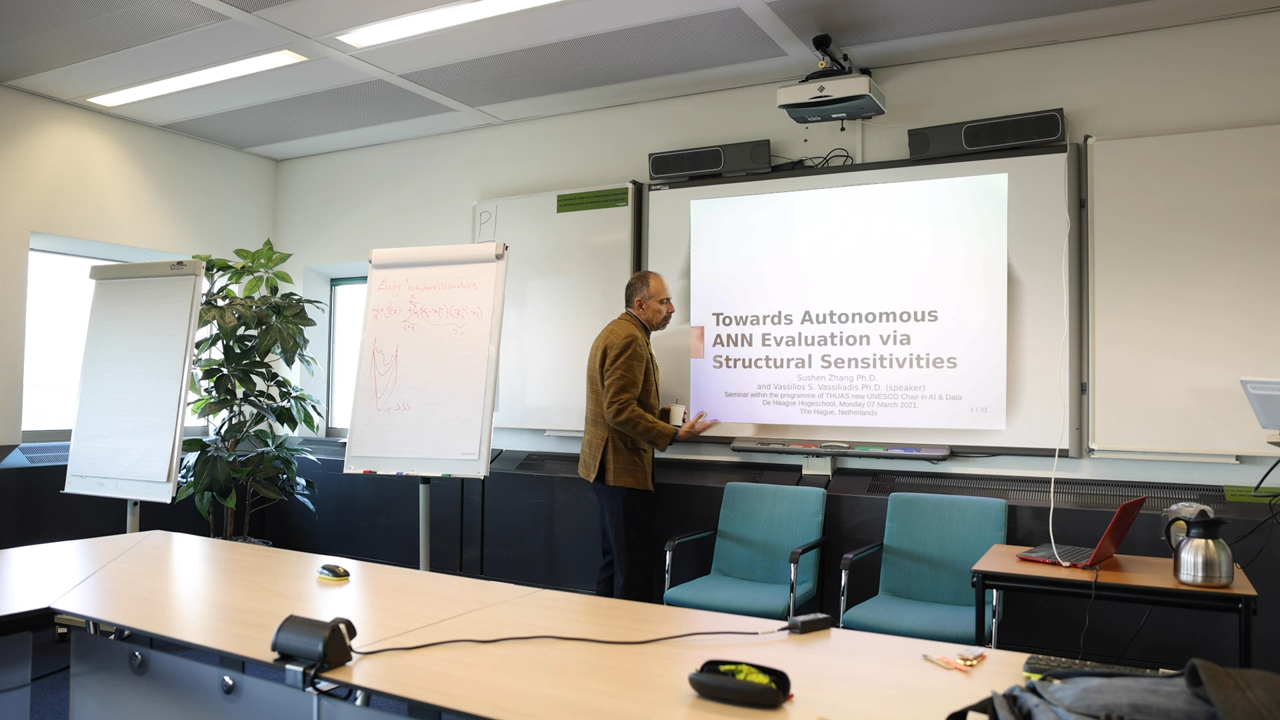 P
Towards Autonomous
ANN Evaluation via
Structural Sensitivities
Sushen Zhang Ph.D.
and Vassilios S. Vassiliadis Ph.D. (speaker)
Seminar within the programme of THUAS new UNESCO Chair in AI & Data
De Haagse Hogeschool, Monday 07 March 2021,
The Hague, Netherlands
1 / 31